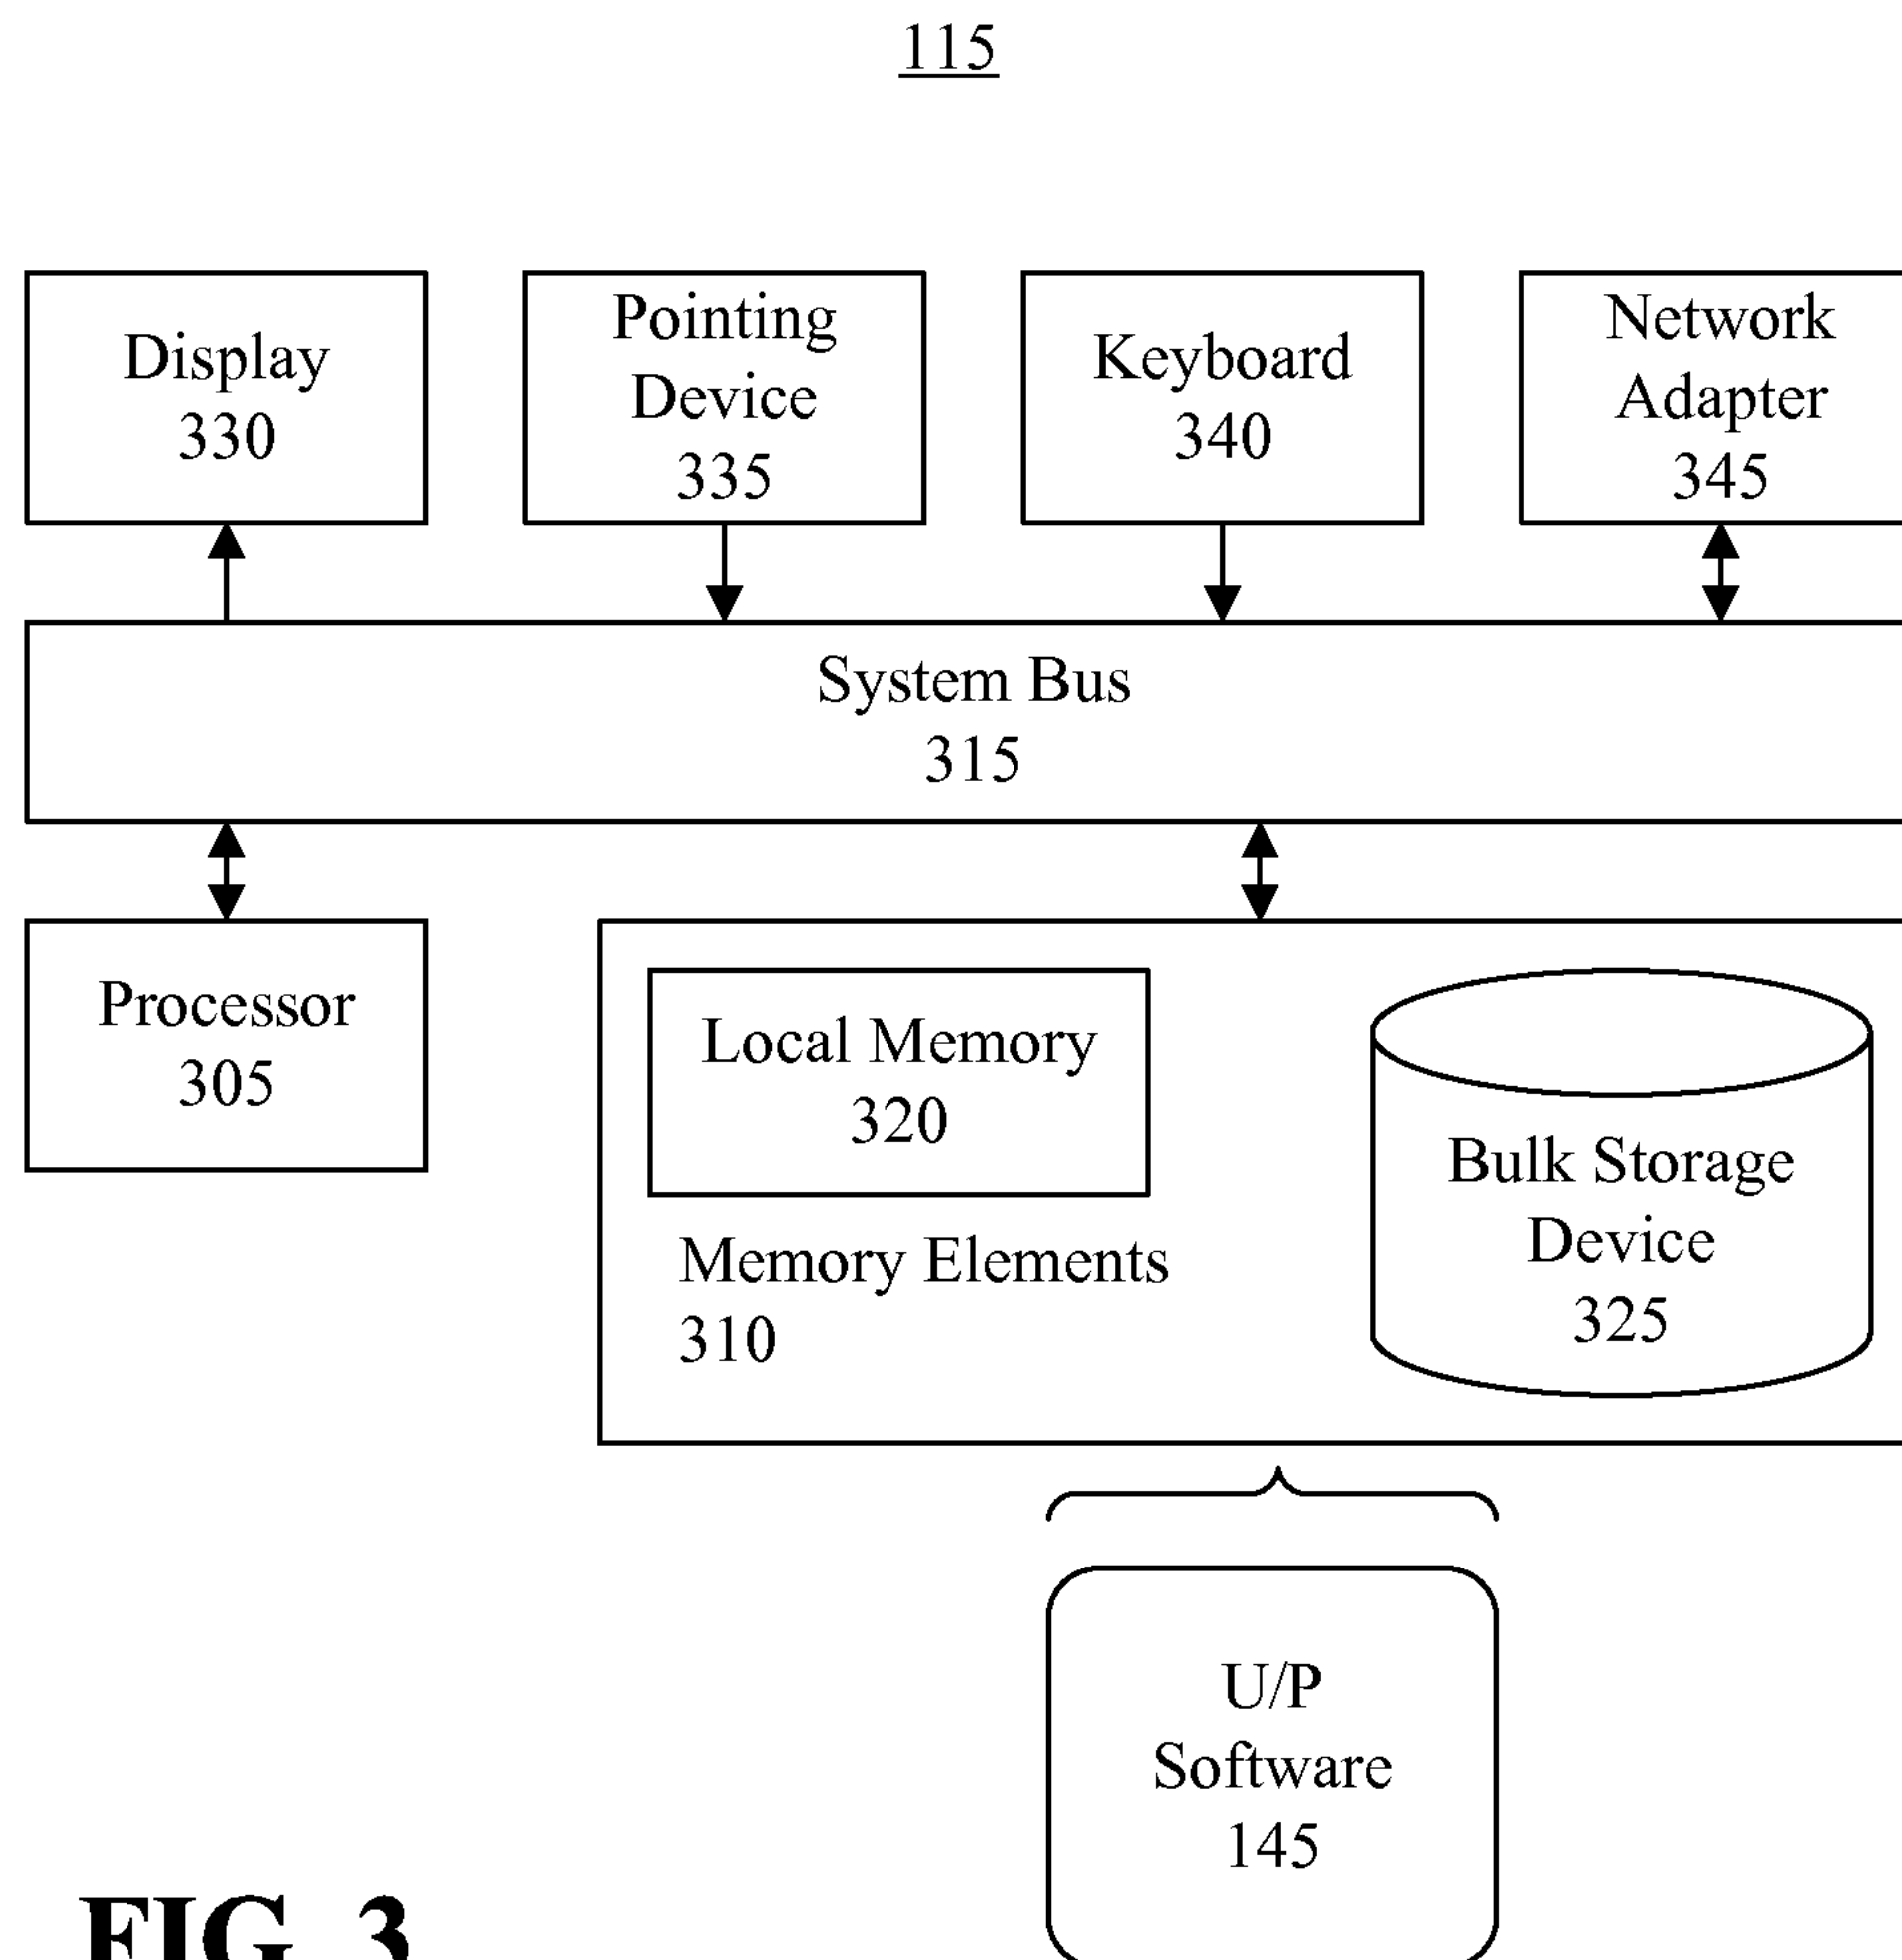 115
Display
330
Pointing
Device
335
Keyboard
340
Network
Adapter
345
System Bus
315
Processor
305
Local Memory
320
Memory Elements
310
Bulk Storage
Device
325
U/P
Software
145
FIG. 3